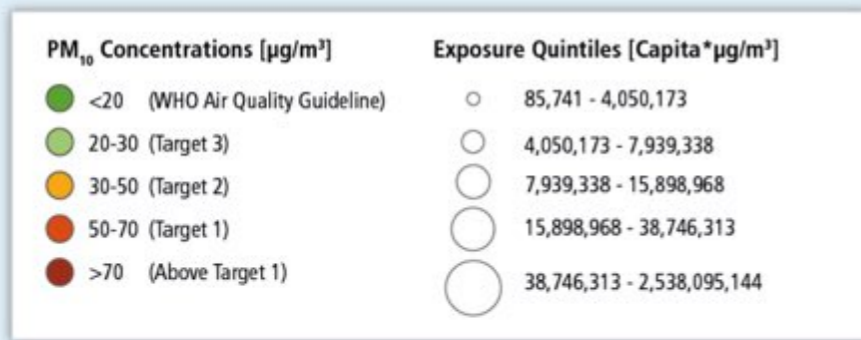 PM₁₀ Concentrations [µg/m³]
<20 (WHO Air Quality Guideline)
20-30 (Target 3)
30-50 (Target 2)
50-70 (Target 1)
>70 (Above Target 1)
Exposure Quintiles [Capita*µg/m³]
85,741 - 4,050,173
4,050,173 - 7,939,338
7,939,338 - 15,898,968
15,898,968 - 38,746,313
38,746,313 - 2,538,095,144